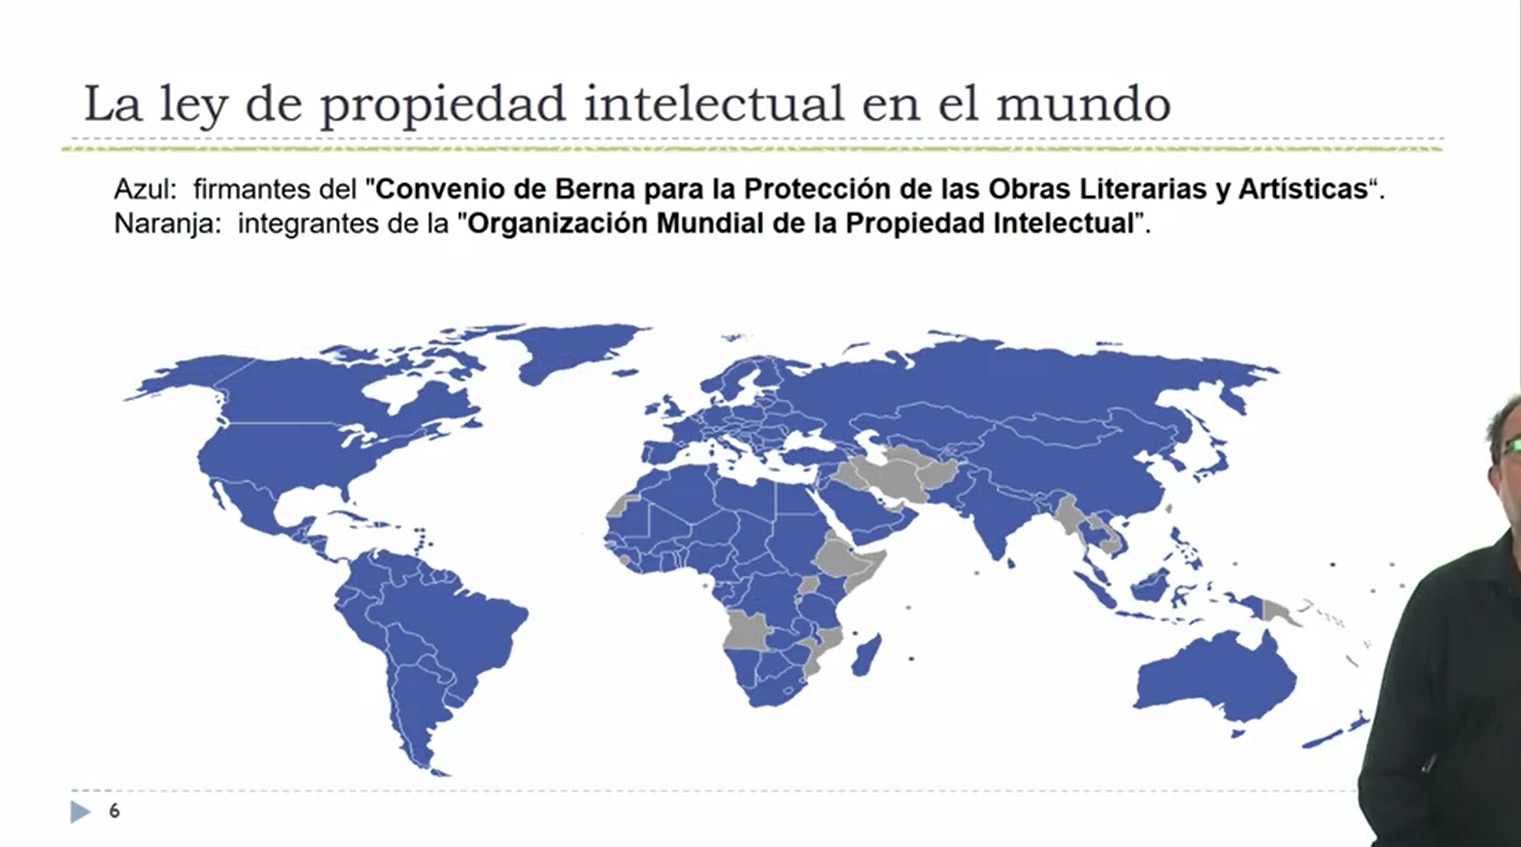 La ley de propiedad intelectual en el mundo
Azul:  firmantes del "Convenio de Berna para la Protección de las Obras Literarias y Artísticas“.
Naranja:  integrantes de la "Organización Mundial de la Propiedad Intelectual”.
6